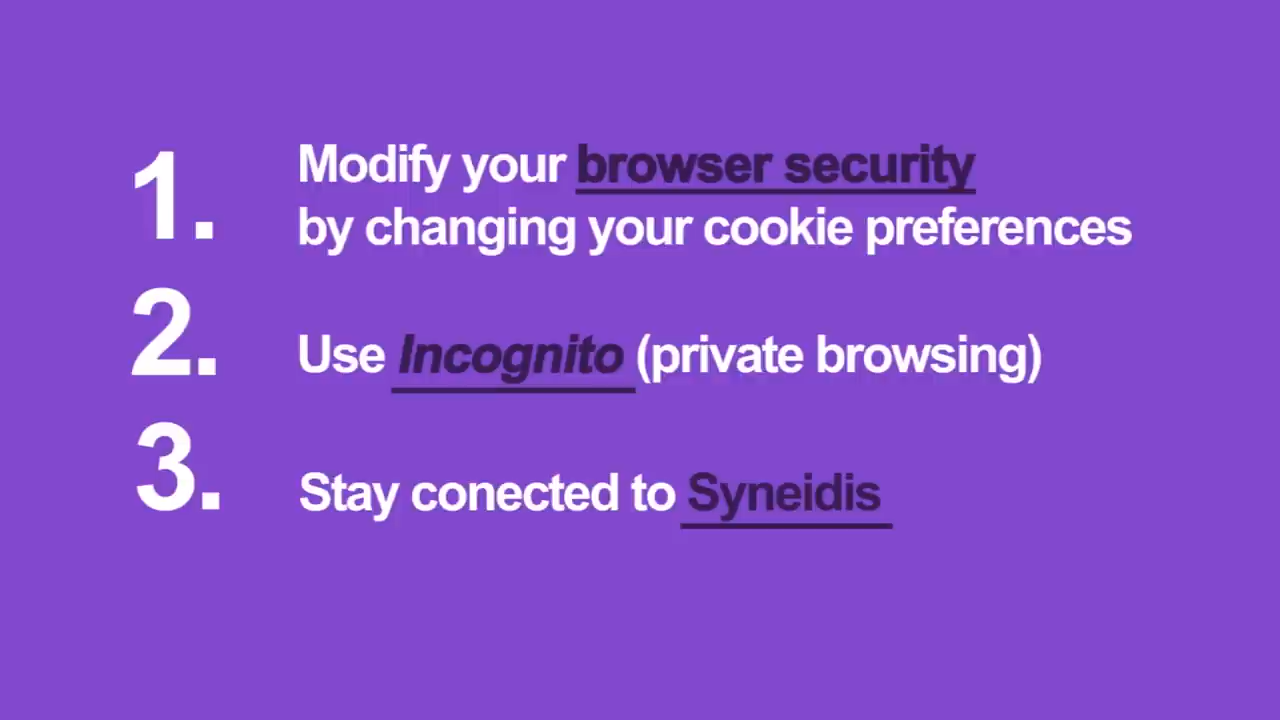 1. Modify your browser security
by changing your cookie preferences
2. Use Incognito (private browsing)
3. Stay conected to Syneidis